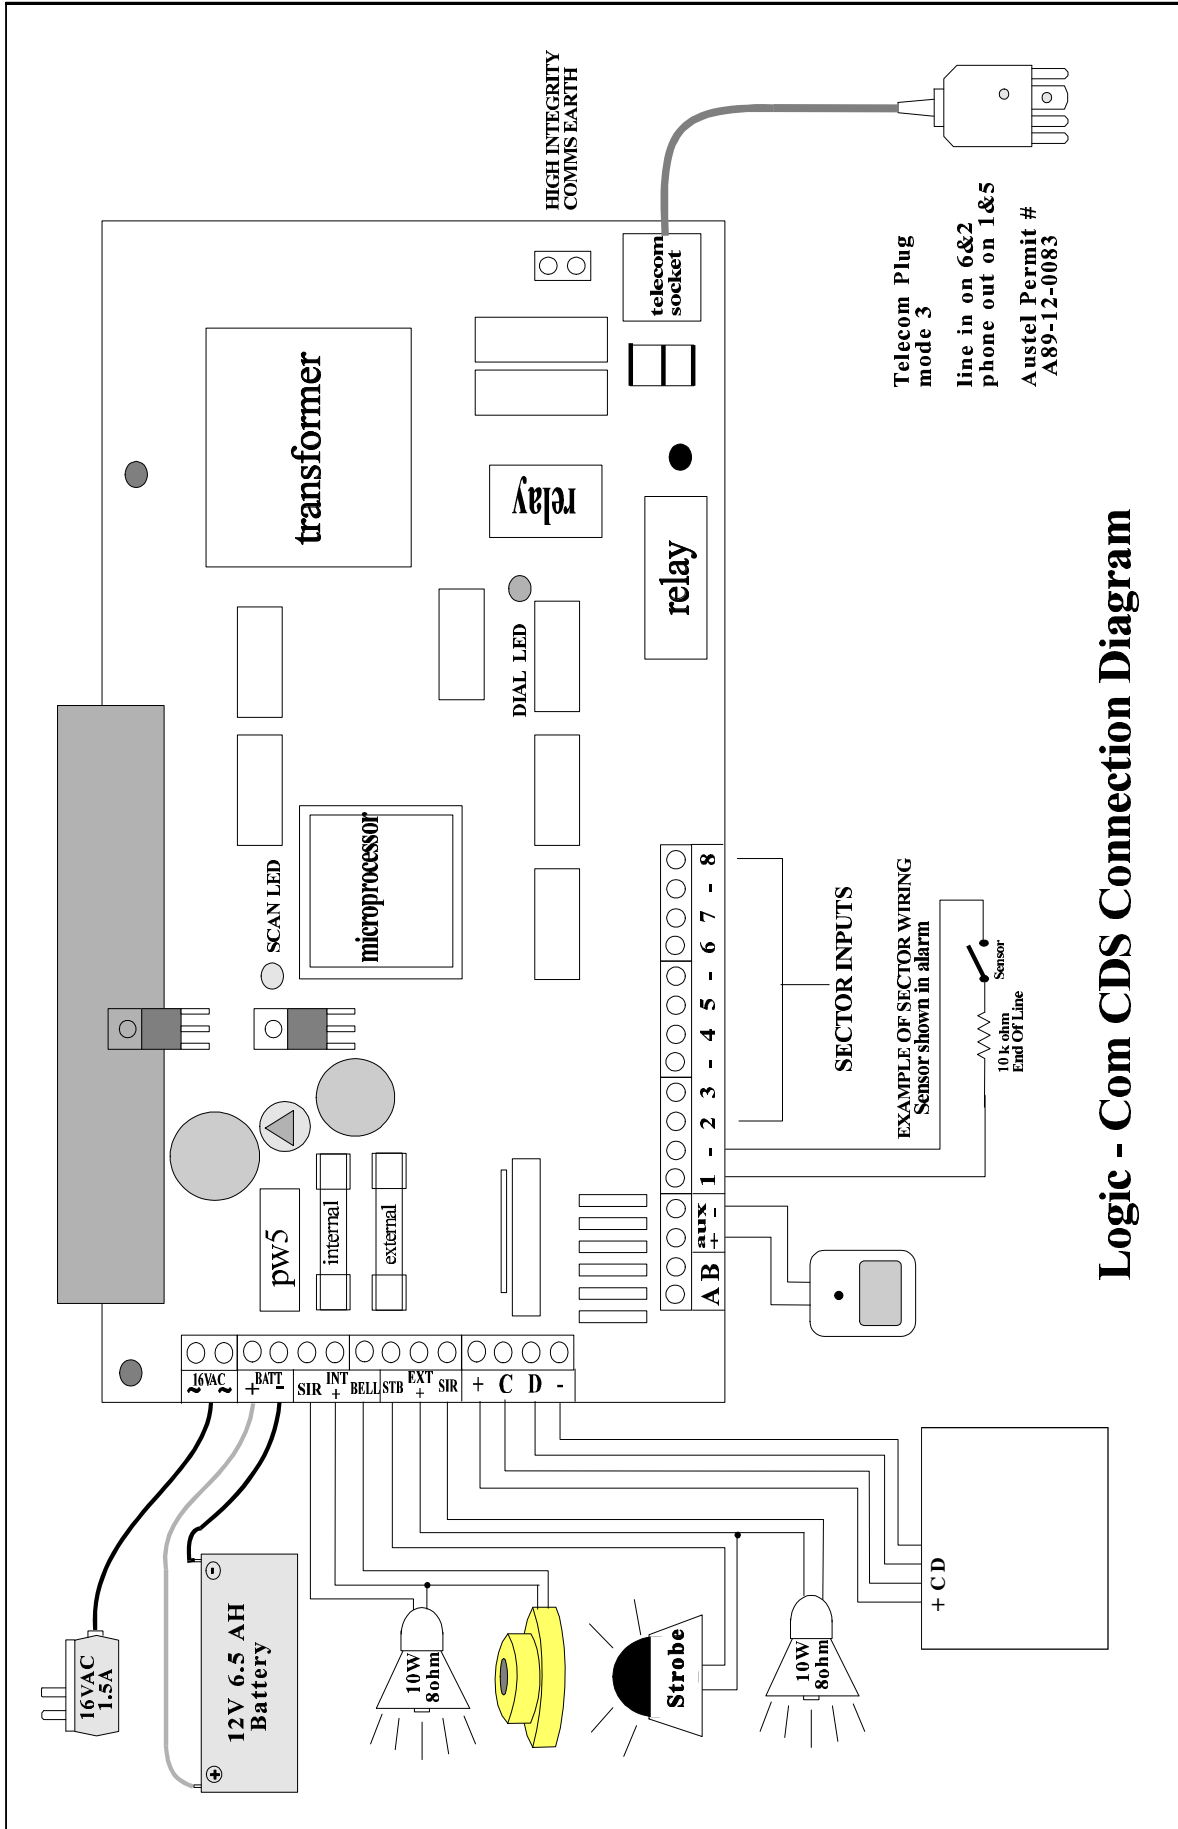 HIGH INTEGRITY
COMMS EARTH
telecom
socket
Telecom Plug
mode 3
line in on 6&2
phone out on 1&5
Austel Permit #
A89-12-0083
transformer
relay
relay
DIAL LED
SCAN LED
microprocessor
pw5
internal
external
16VAC
~ ~
BATT
+ -
SIR
INT
+
BELL
STB
EXT
+
SIR
+ C D -
A B
aux
+ -
1 - 2 3 - 4 5 - 6 7 - 8
SECTOR INPUTS
EXAMPLE OF SECTOR WIRING
Sensor shown in alarm
Sensor
10 k ohm
End Of Line
16VAC
1.5A
12V 6.5 AH
Battery
+
-
10W
8ohm
Strobe
10W
8ohm
+ C D
Logic - Com CDS Connection Diagram